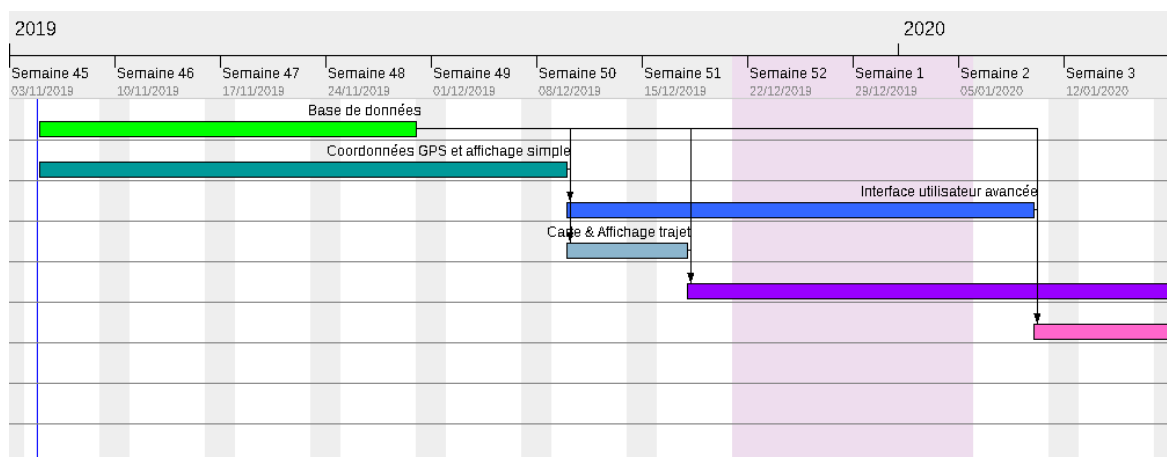 2019 2020
Semaine 45 Semaine 46 Semaine 47 Semaine 48 Semaine 49 Semaine 50 Semaine 51 Semaine 52 Semaine 1 Semaine 2 Semaine 3
03/11/2019 10/11/2019 17/11/2019 24/11/2019 01/12/2019 08/12/2019 15/12/2019 22/12/2019 29/12/2019 05/01/2020 12/01/2020
Base de données
Coordonnées GPS et affichage simple
Interface utilisateur avancée
Carte & Affichage trajet